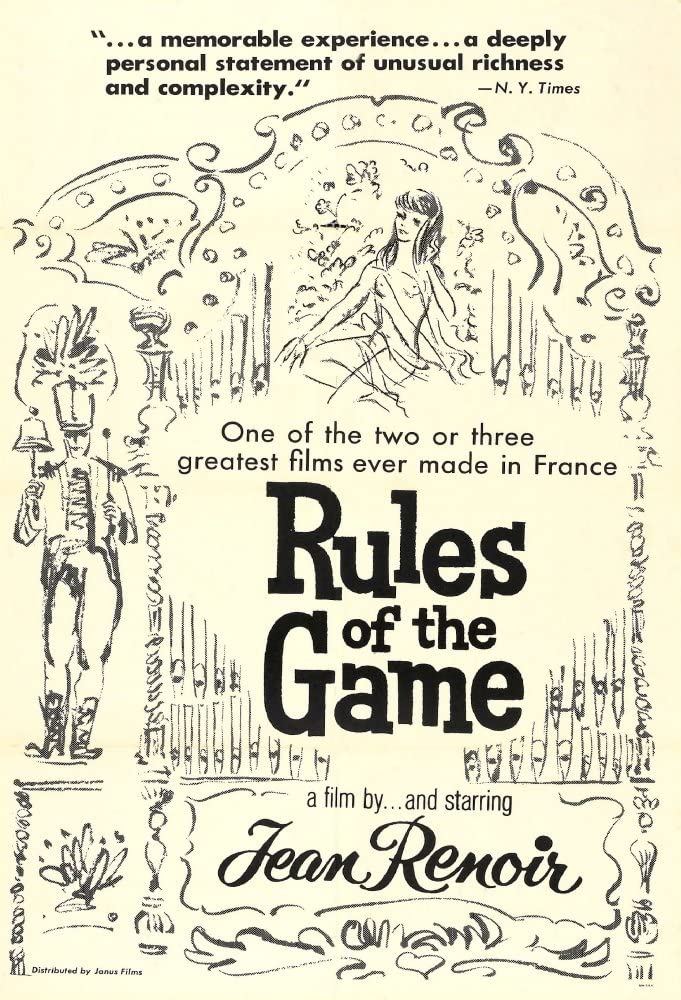 "...a memorable experience...a deeply
personal statement of unusual richness
and complexity."
—N. Y. Times
One of the two or three
greatest films ever made in France
Rules
of the
Game
a film by...and starring
Jean Renoir
Distributed by Janus Films